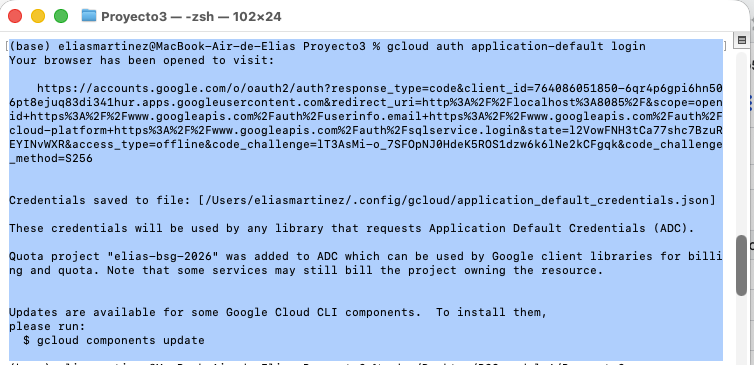 Proyecto3 — -zsh — 102×24
(base) eliasmartinez@MacBook-Air-de-Elias Proyecto3 % gcloud auth application-default login
Your browser has been opened to visit:
https://accounts.google.com/o/oauth2/auth?response_type=code&client_id=764086051850-6qr4p6gpi6hn50
6pt8ejuq83di341hur.apps.googleusercontent.com&redirect_uri=http%3A%2F%2Flocalhost%3A8085%2F&scope=open
id+https%3A%2F%2Fwww.googleapis.com%2Fauth%2Fuserinfo.email+https%3A%2F%2Fwww.googleapis.com%2Fauth%2F
cloud-platform+https%3A%2F%2Fwww.googleapis.com%2Fauth%2Fsqlservice.login&state=l2VowFNH3tCa77shc7BzuR
EYINvWXR&access_type=offline&code_challenge=lT3AsMi-o_7SFOpNJ0HdeK5ROS1dzw6k6lNe2kCFgqk&code_challenge
_method=S256
Credentials saved to file: [/Users/eliasmartinez/.config/gcloud/application_default_credentials.json]
These credentials will be used by any library that requests Application Default Credentials (ADC).
Quota project "elias-bsg-2026" was added to ADC which can be used by Google client libraries for billi
ng and quota. Note that some services may still bill the project owning the resource.
Updates are available for some Google Cloud CLI components.  To install them,
please run:
$ gcloud components update